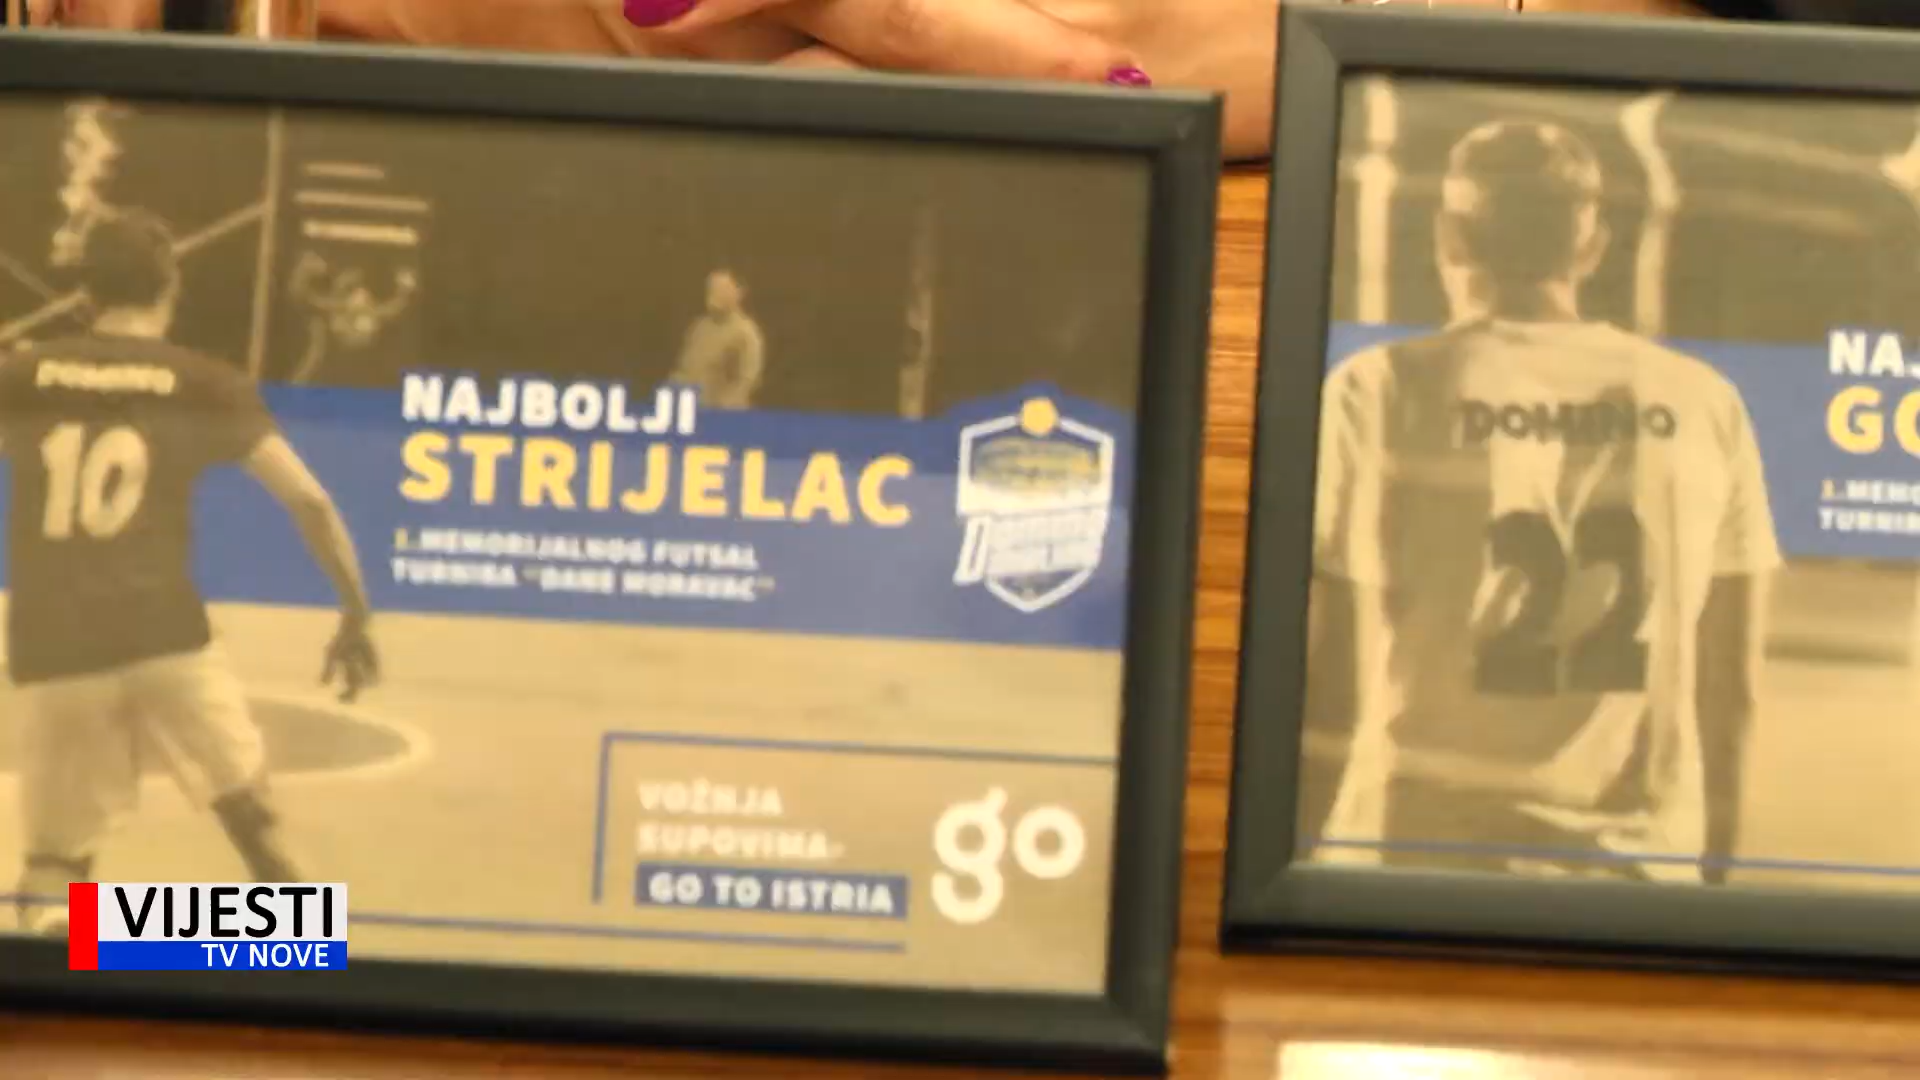 DOMINO
10
NAJBOLJI
STRIJELAC
1. MEMORIJALNOG FUTSAL
TURNIRA "DANE MORAVAC"
DOMINO
VOŽNJA
KUPOVIMA:
GO TO ISTRIA
go
DOMINO
22
NAJ
GO
1. MEMO
TURNIR
VIJESTI
TV NOVE